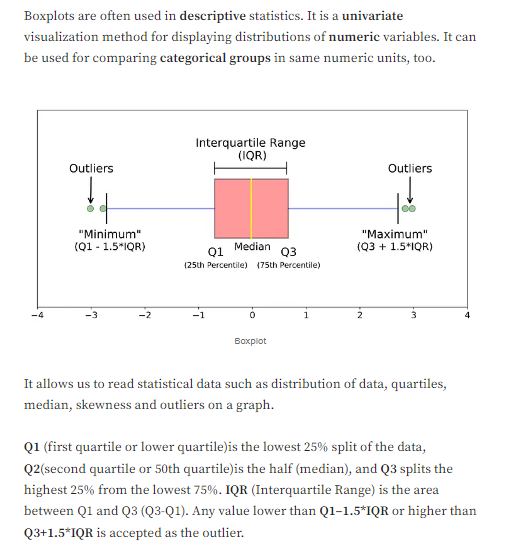 Boxplots are often used in descriptive statistics. It is a univariate
visualization method for displaying distributions of numeric variables. It can
be used for comparing categorical groups in same numeric units, too.
Interquartile Range
(IQR)
Outliers
Outliers
"Minimum"
(Q1 - 1.5*IQR)
"Maximum"
(Q3 + 1.5*IQR)
Q1
Median
Q3
(25th Percentile)
(75th Percentile)
−4
−3
−2
−1
0
1
2
3
4
Boxplot
It allows us to read statistical data such as distribution of data, quartiles,
median, skewness and outliers on a graph.
Q1 (first quartile or lower quartile)is the lowest 25% split of the data,
Q2(second quartile or 50th quartile)is the half (median), and Q3 splits the
highest 25% from the lowest 75%. IQR (Interquartile Range) is the area
between Q1 and Q3 (Q3-Q1). Any value lower than Q1–1.5*IQR or higher than
Q3+1.5*IQR is accepted as the outlier.